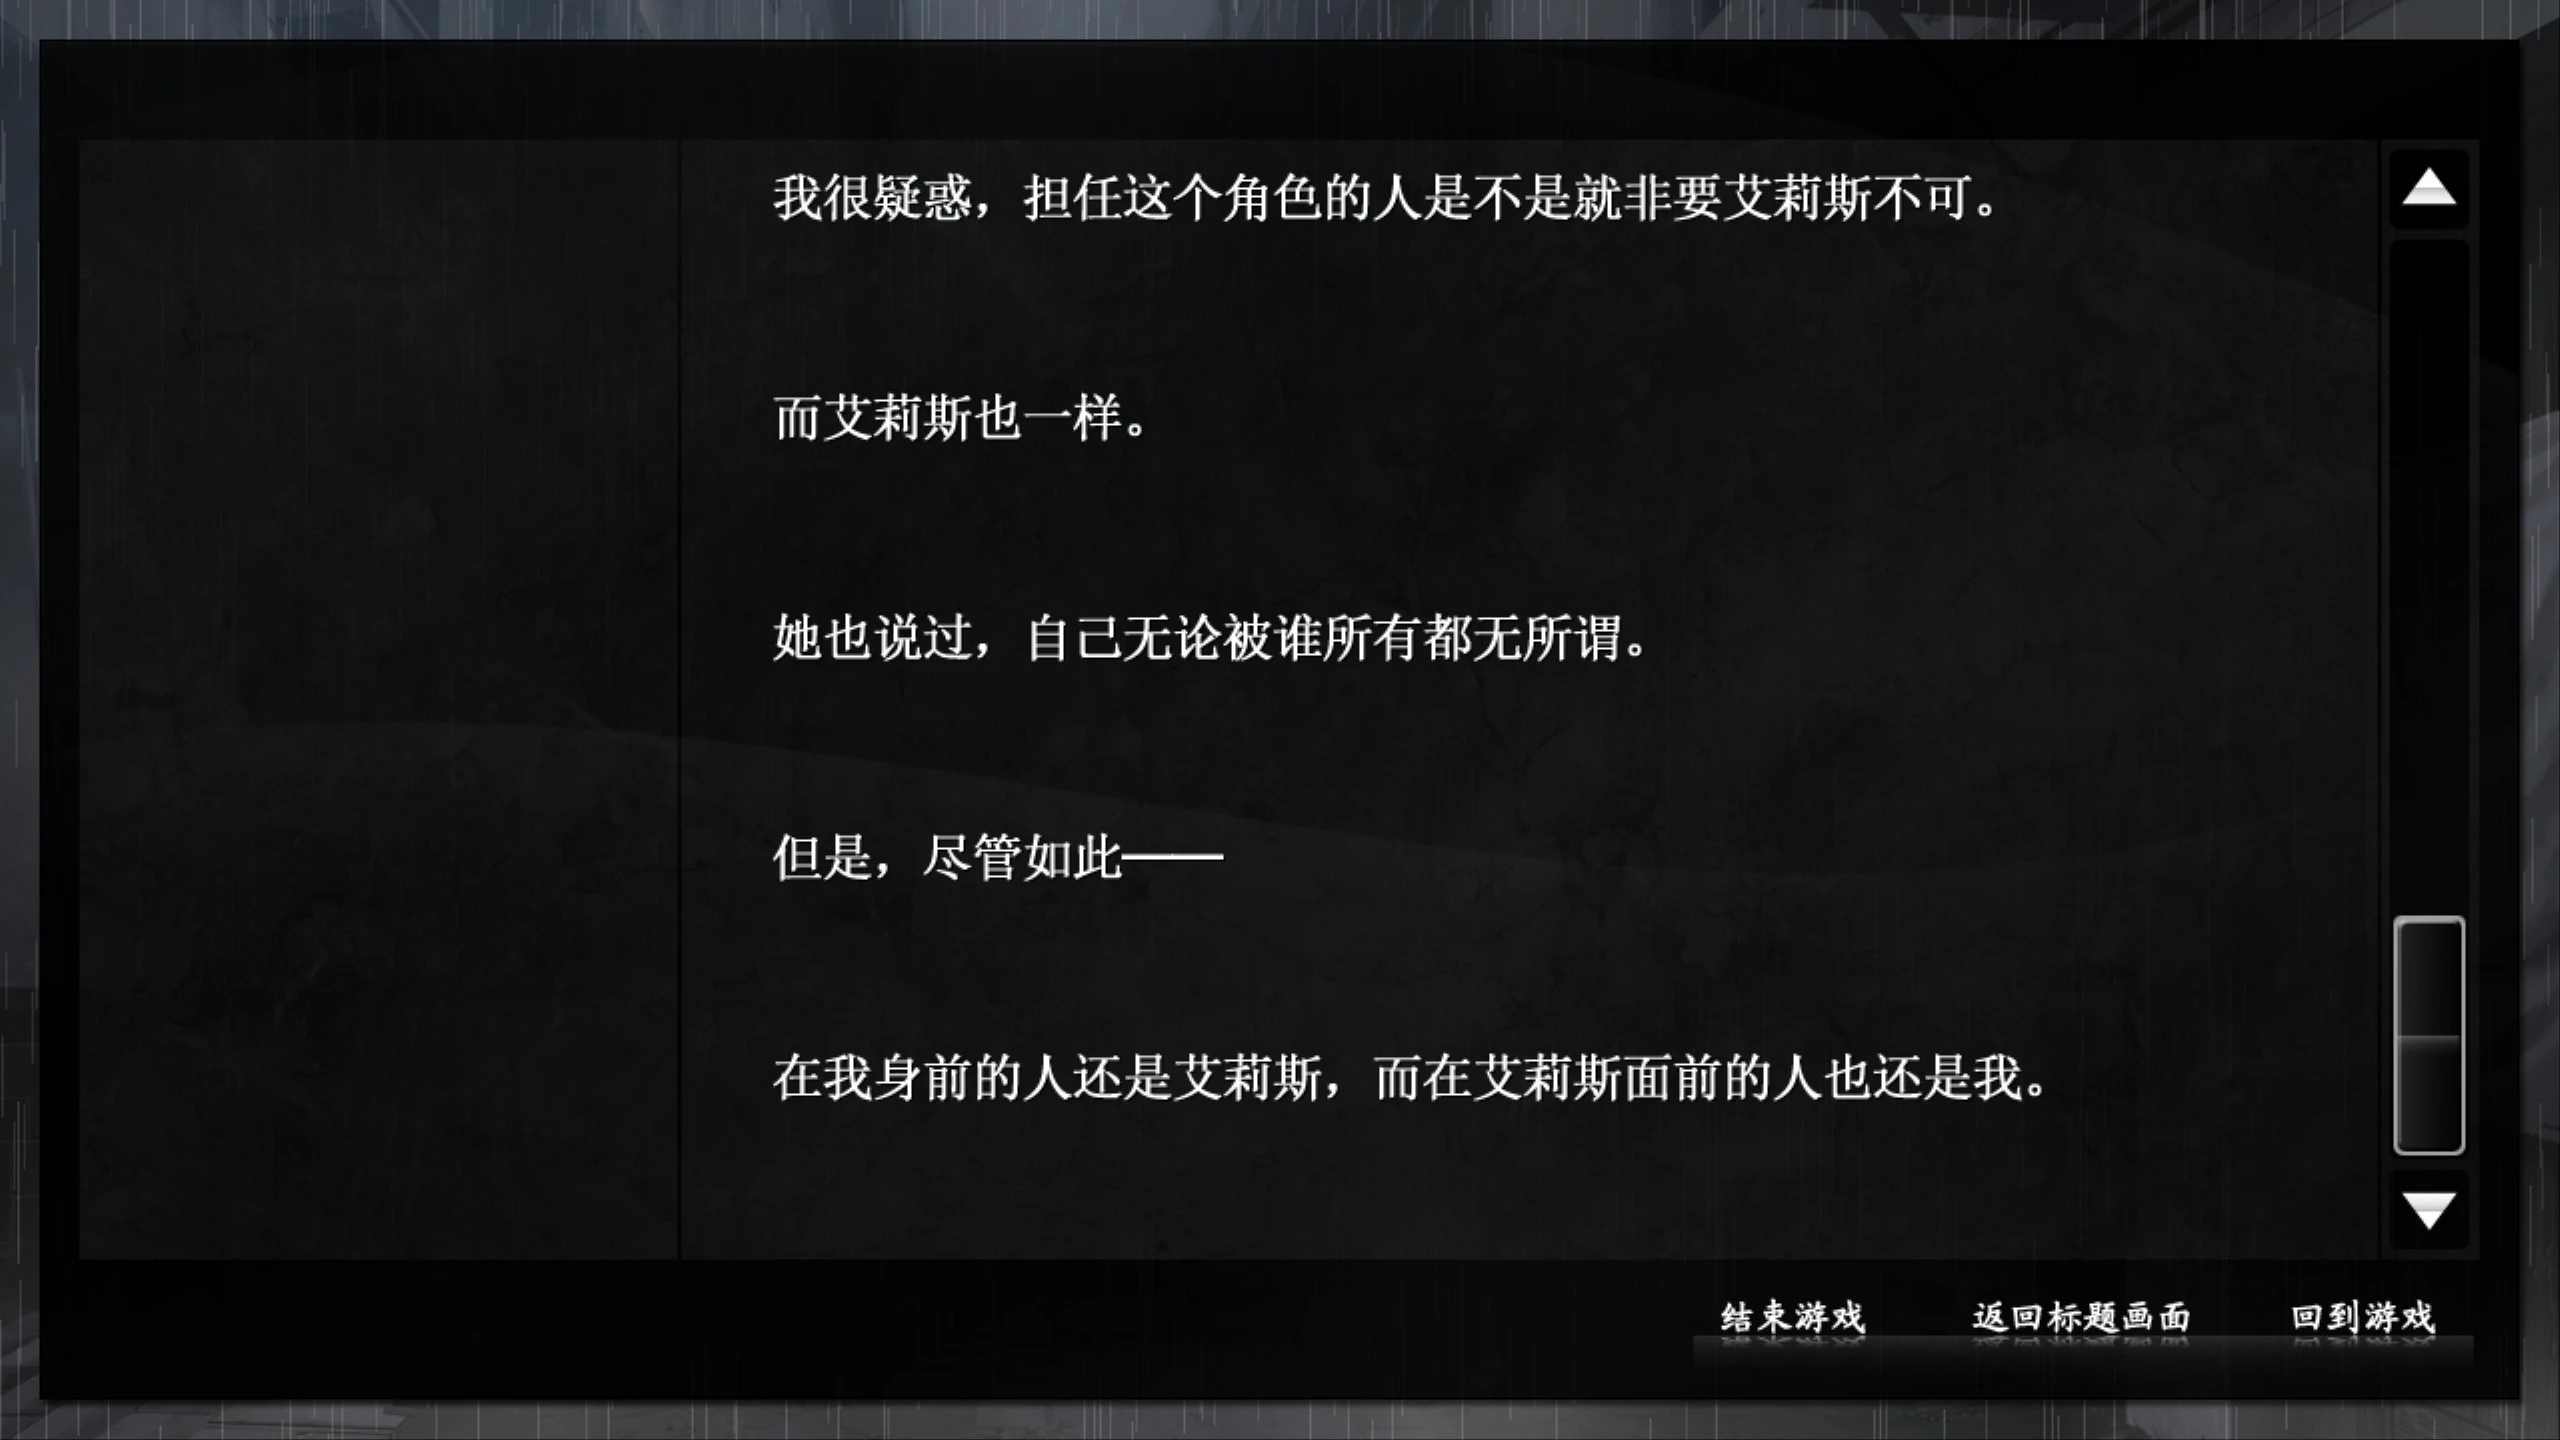 我很疑惑，担任这个角色的人是不是就非要艾莉斯不可。
而艾莉斯也一样。
她也说过，自己无论被谁所有都无所谓。
但是，尽管如此——
在我身前的人还是艾莉斯，而在艾莉斯面前的人也还是我。
结束游戏 返回标题画面 回到游戏